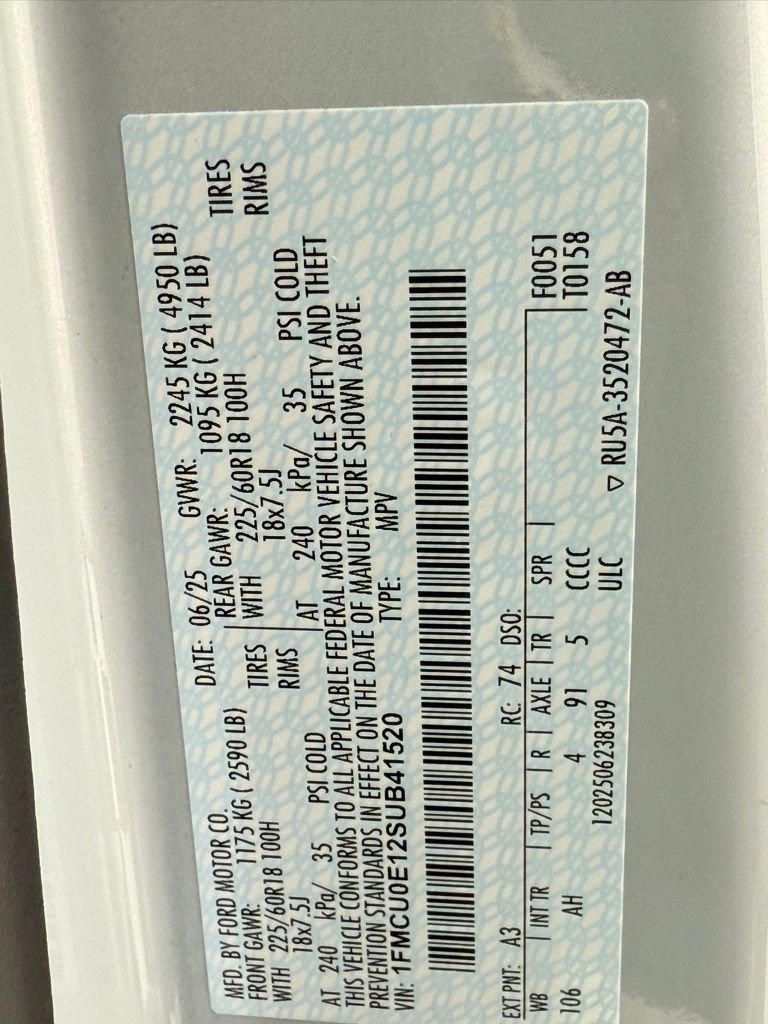 MFD. BY FORD MOTOR CO.
DATE: 06/25 GVWR: 2245 KG ( 4950 LB)
FRONT GAWR: 1175 KG ( 2590 LB) REAR GAWR: 1095 KG ( 2414 LB)
WITH 225/60R18 100H TIRES WITH 225/60R18 100H TIRES
18x7.5J RIMS 18x7.5J RIMS
AT 240 kPa/ 35 PSI COLD AT 240 kPa/ 35 PSI COLD
THIS VEHICLE CONFORMS TO ALL APPLICABLE FEDERAL MOTOR VEHICLE SAFETY AND THEFT
PREVENTION STANDARDS IN EFFECT ON THE DATE OF MANUFACTURE SHOWN ABOVE.
VIN: 1FMCU0E12SUB41520 TYPE: MPV
EXT PNT: A3 RC: 74 DSO: F0051
WB INT TR TP/PS R AXLE TR SPR T0158
106 AH 4 91 5 CCCC
ULC
1202506238309 ▽ RU5A-3520472-AB